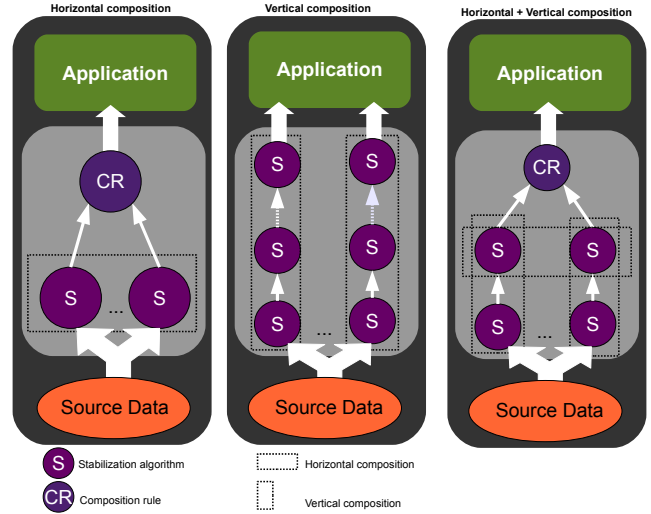 Horizontal composition
Application
CR
S
...
S
Source Data
Vertical composition
Application
S
S
S
S
S
...
S
Source Data
Horizontal + Vertical composition
Application
CR
S
S
S
...
S
Source Data
S Stabilization algorithm
CR Composition rule
Horizontal composition
Vertical composition